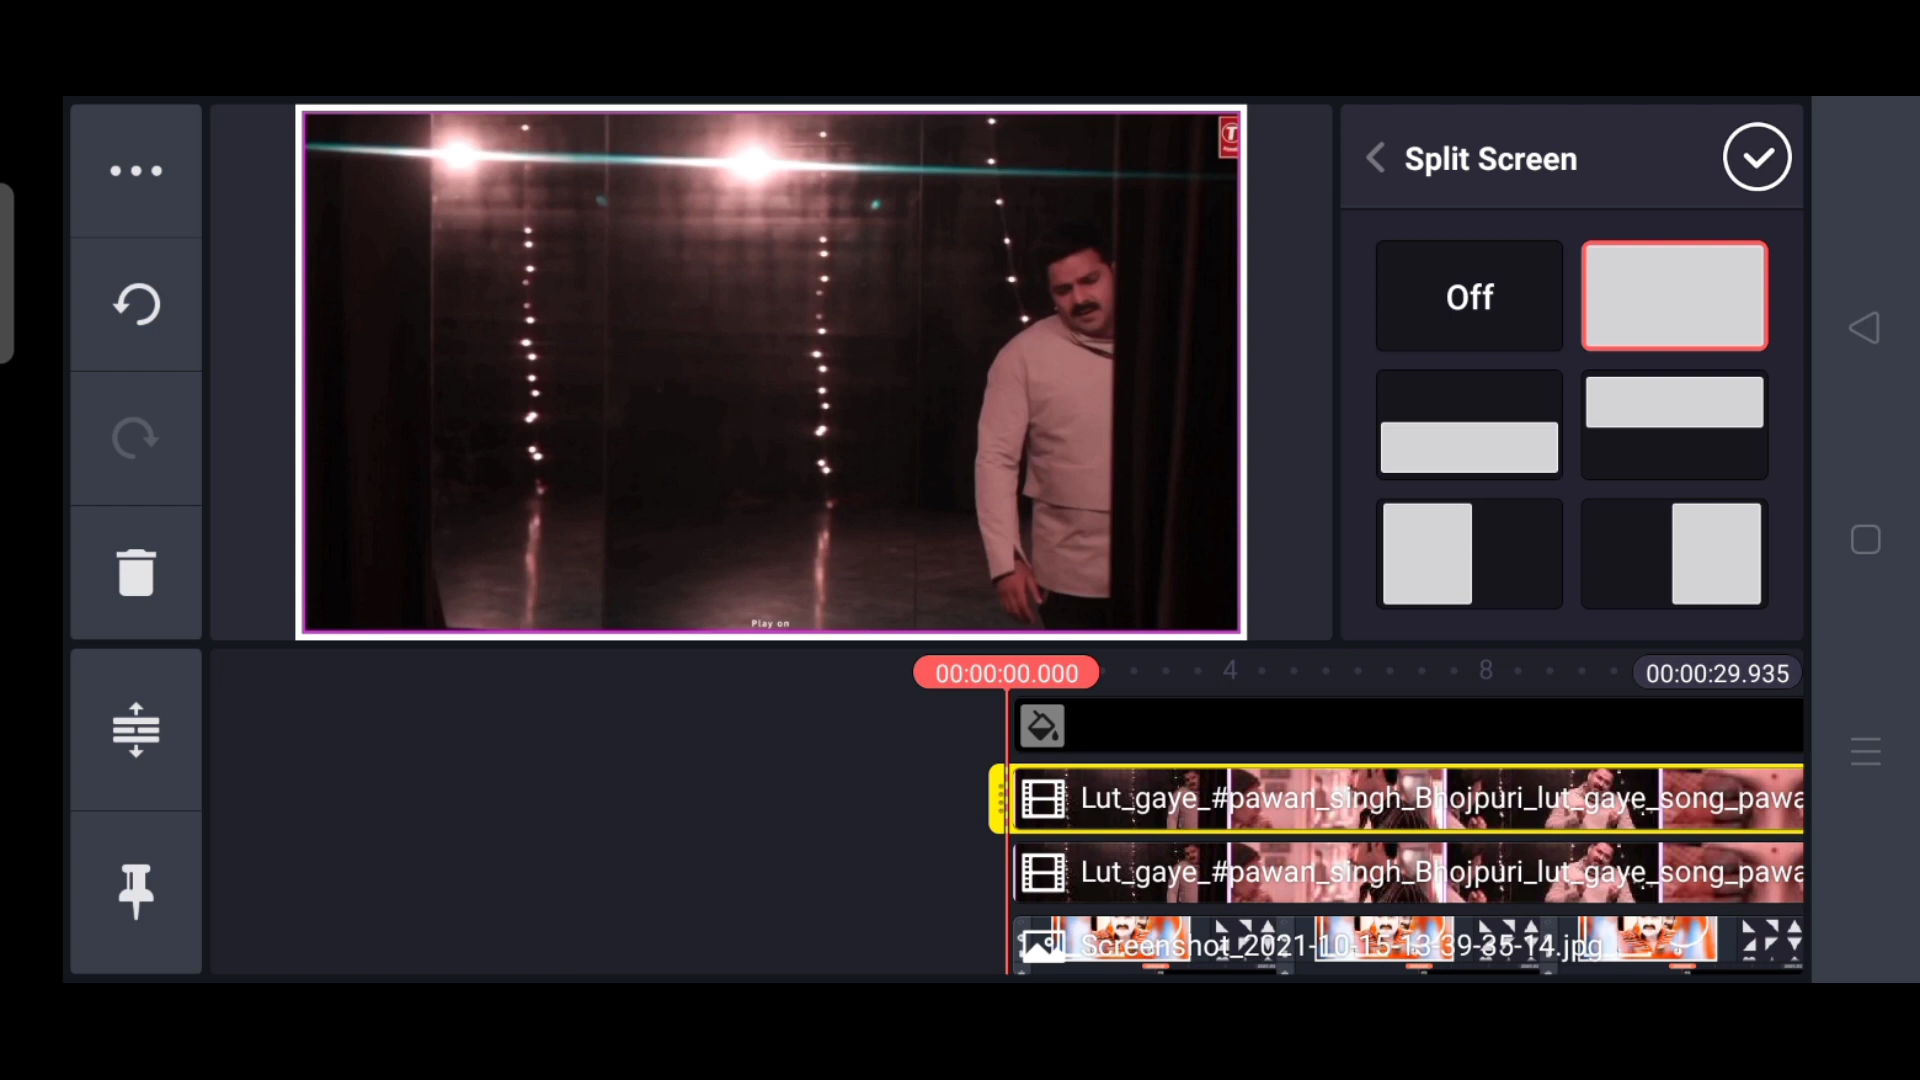 T
Play on
Split Screen
Off
00:00:00.000
4
8
00:00:29.935
Lut_gaye_#pawan_singh_Bhojpuri_lut_gaye_song_pawa
Lut_gaye_#pawan_singh_Bhojpuri_lut_gaye_song_pawa
Screenshot_2021-10-15-13-39-35-14.jpg